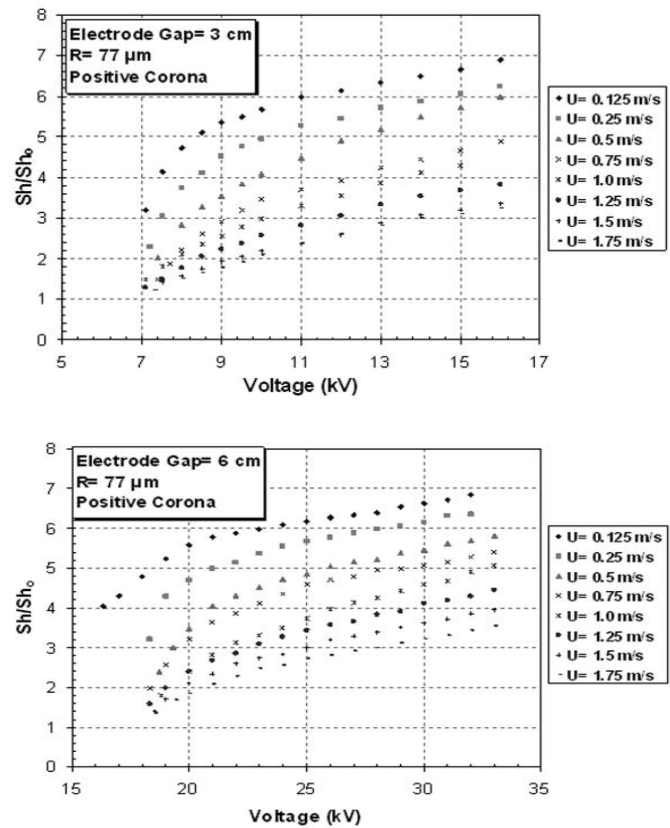 Electrode Gap= 3 cm
R= 77 µm
Positive Corona
Sh/Sh₀
8
7
6
5
4
3
2
1
0
5 7 9 11 13 15 17
Voltage (kV)
U= 0.125 m/s
U= 0.25 m/s
U= 0.5 m/s
U= 0.75 m/s
U= 1.0 m/s
U= 1.25 m/s
U= 1.5 m/s
U= 1.75 m/s
Electrode Gap= 6 cm
R= 77 µm
Positive Corona
Sh/Sh₀
8
7
6
5
4
3
2
1
0
15 20 25 30 35
Voltage (kV)
U= 0.125 m/s
U= 0.25 m/s
U= 0.5 m/s
U= 0.75 m/s
U= 1.0 m/s
U= 1.25 m/s
U= 1.5 m/s
U= 1.75 m/s